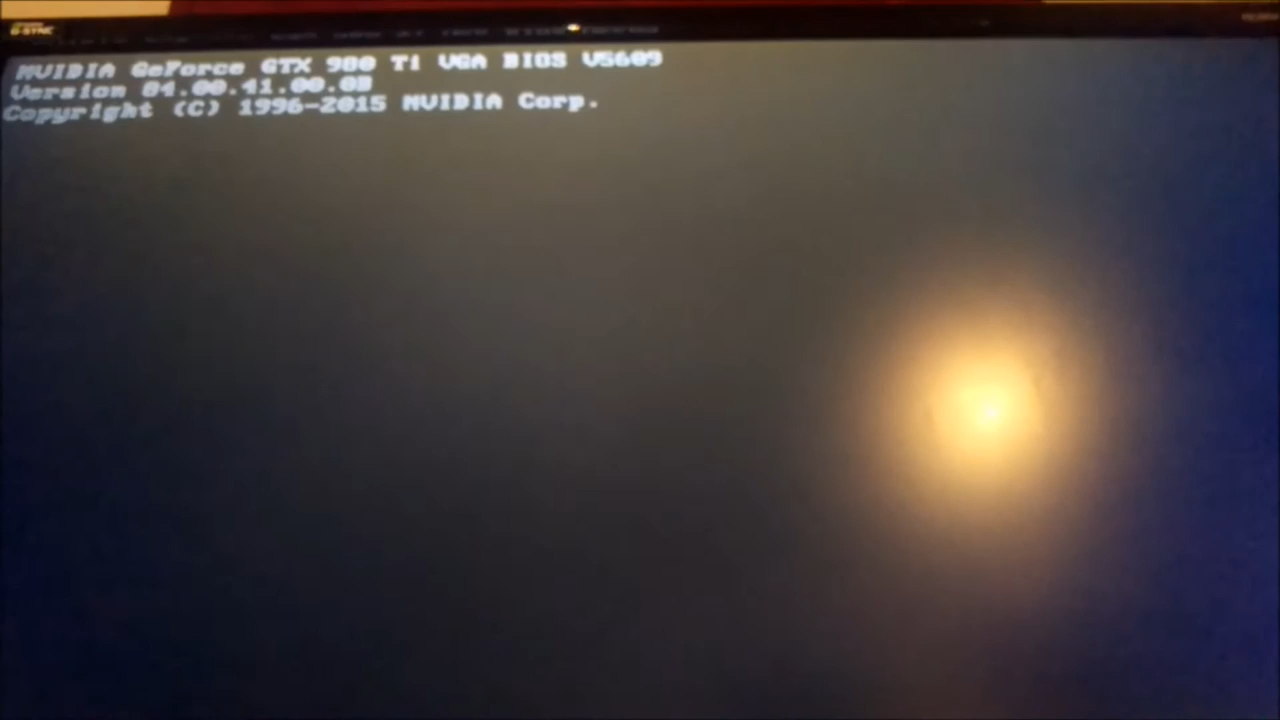 G-SYNC
NVIDIA GeForce GTX 980 Ti VGA BIOS V5609
Version 84.00.41.00.0B
Copyright (C) 1996-2015 NVIDIA Corp.